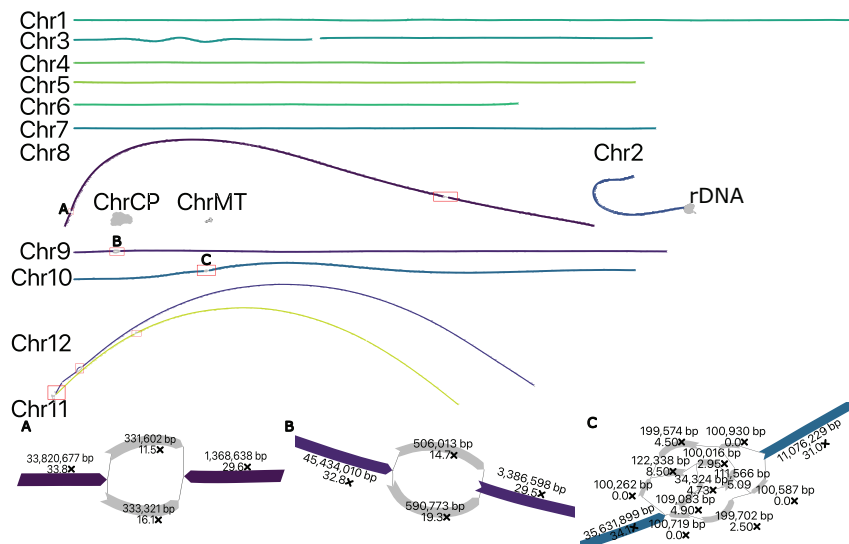 Chr1
Chr3
Chr4
Chr5
Chr6
Chr7
Chr8
Chr2
A
ChrCP
ChrMT
rDNA
Chr9
B
Chr10
C
Chr12
Chr11
A
33,820,677 bp
33.8×
331,602 bp
11.5×
1,368,638 bp
29.6×
333,321 bp
16.1×
B
45,434,010 bp
32.8×
506,013 bp
14.7×
3,386,598 bp
29.5×
590,773 bp
19.3×
C
199,574 bp
4.50×
100,930 bp
0.0×
11,076,229 bp
31.0×
100,016 bp
2.95×
122,338 bp
8.50×
111,566 bp
5.09
34,324 bp
4.73×
100,262 bp
0.0×
100,587 bp
0.0×
109,083 bp
4.90×
199,702 bp
2.50×
35,631,899 bp
34.1×
100,719 bp
0.0×